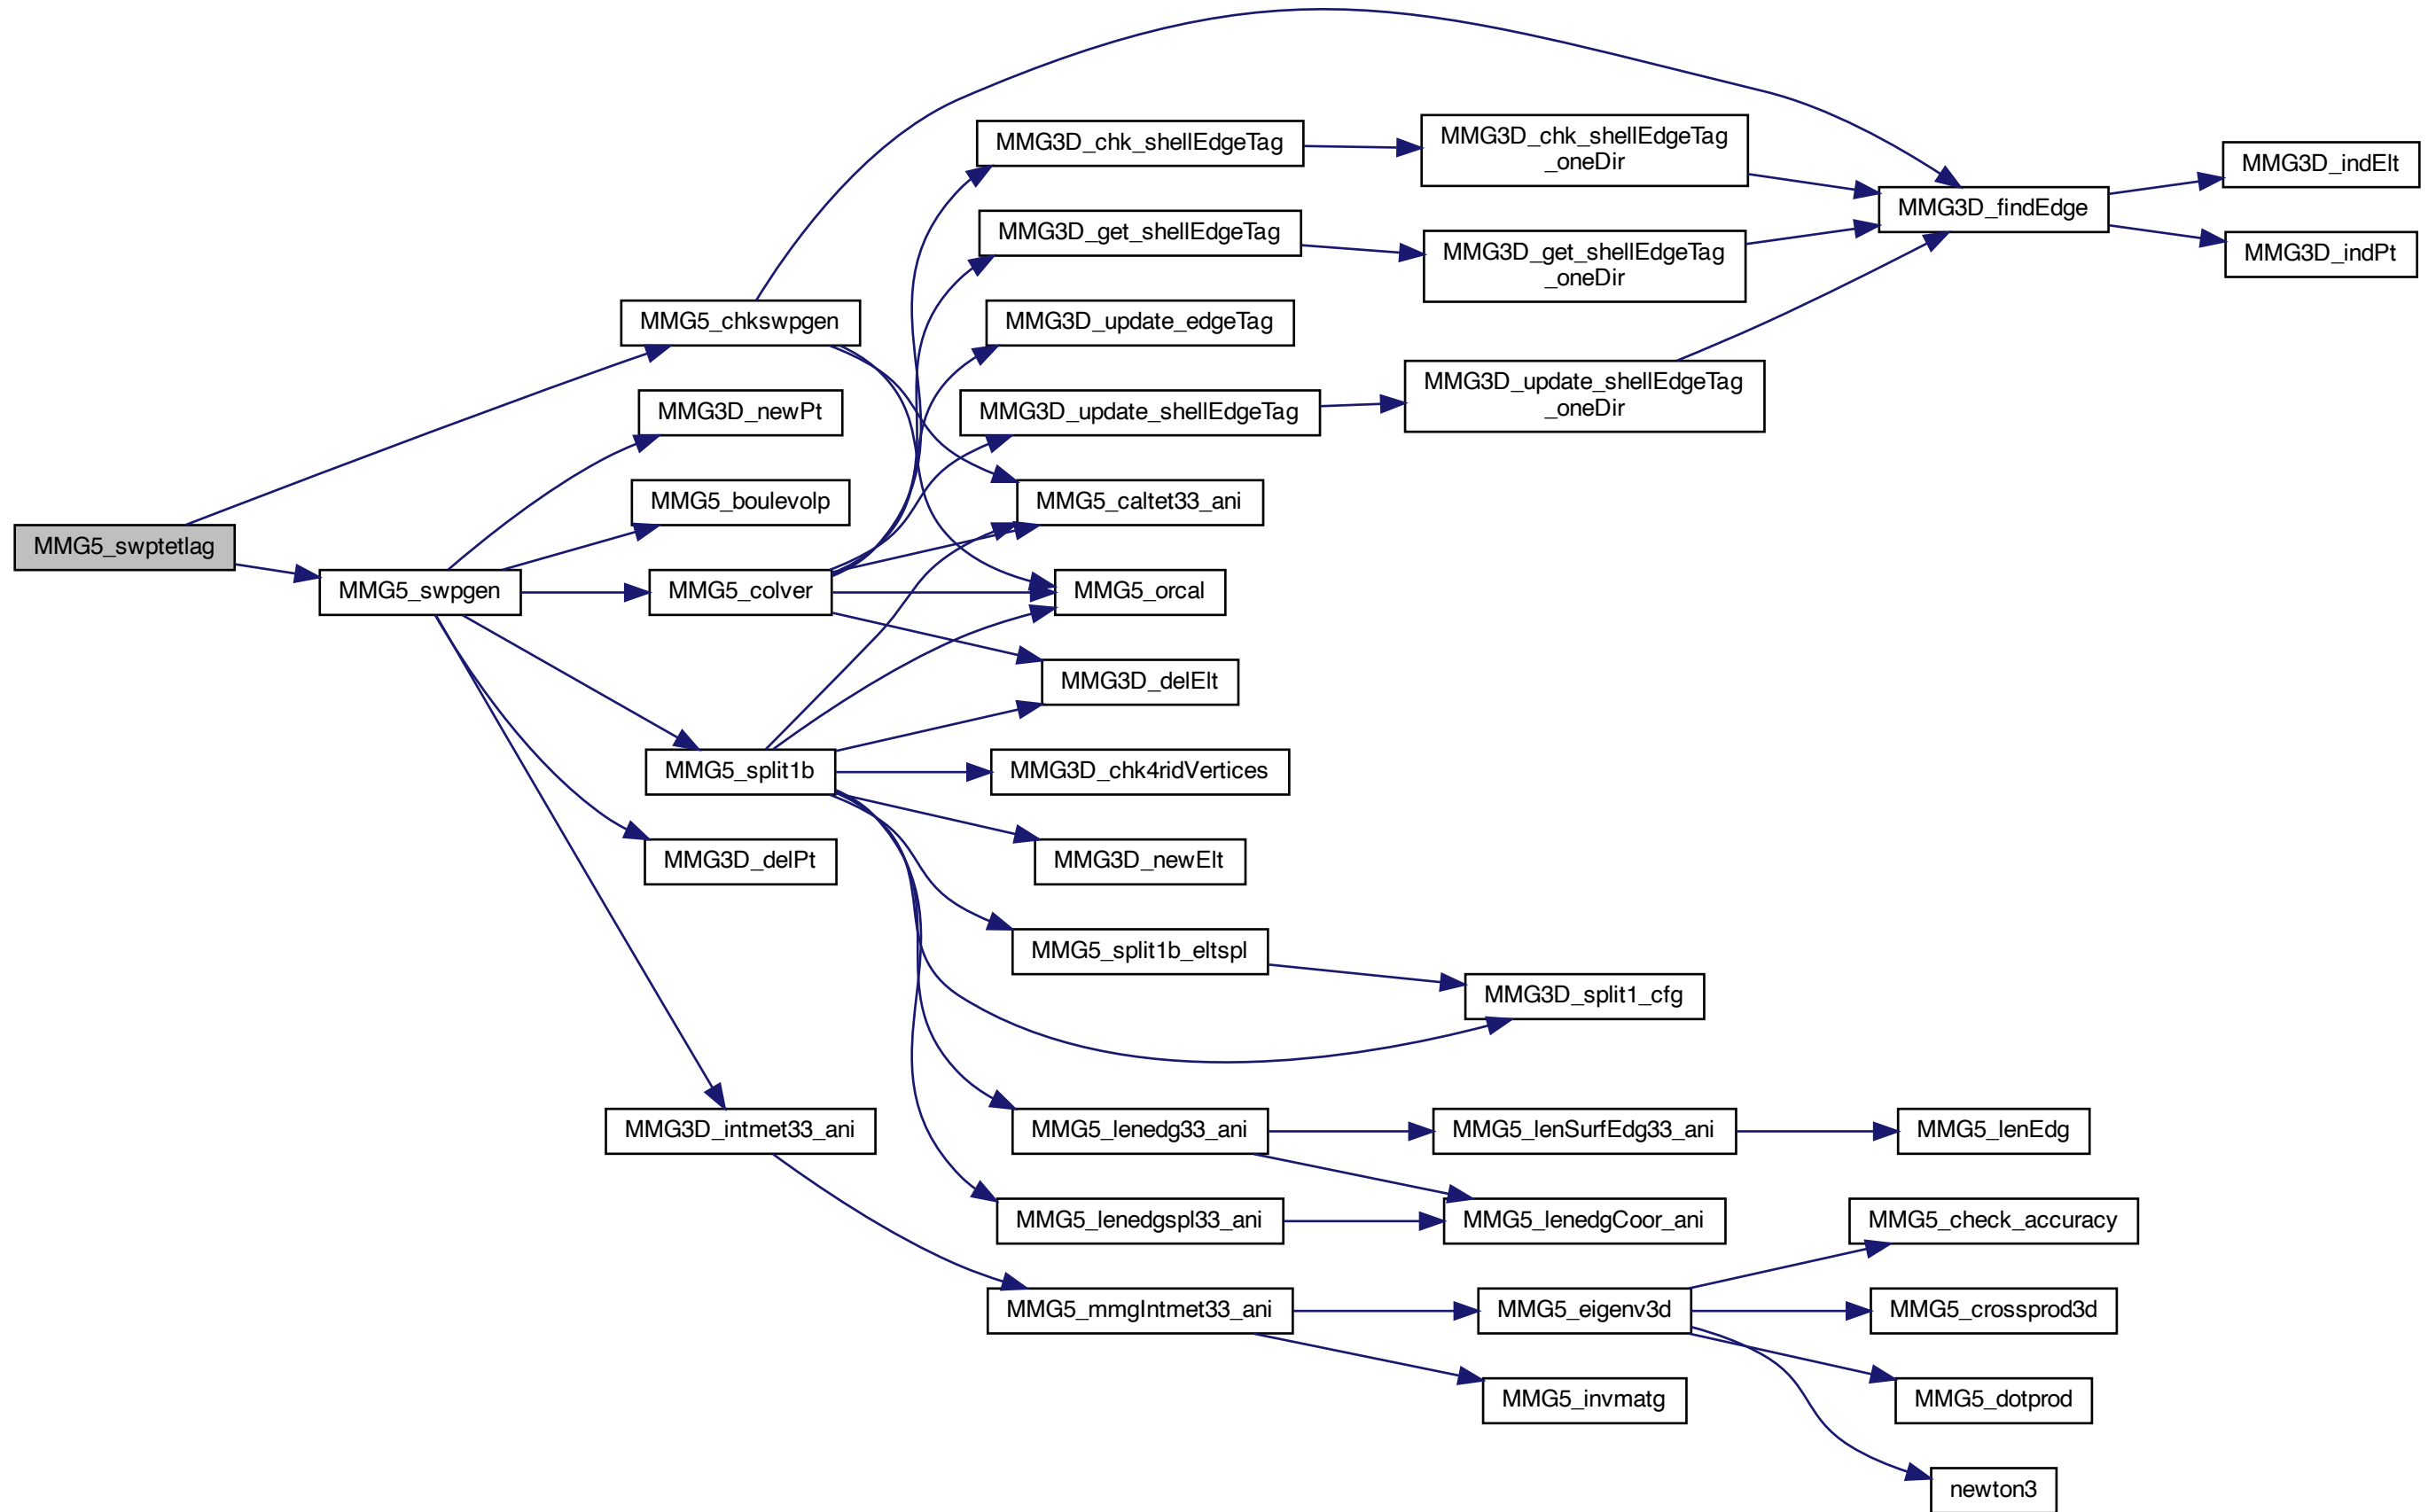 MMG5_swptetlag
MMG5_chkswpgen
MMG5_swpgen
MMG3D_newPt
MMG5_boulevolp
MMG5_colver
MMG5_split1b
MMG3D_delPt
MMG3D_intmet33_ani
MMG3D_chk_shellEdgeTag
MMG3D_get_shellEdgeTag
MMG3D_update_edgeTag
MMG3D_update_shellEdgeTag
MMG5_caltet33_ani
MMG5_orcal
MMG3D_delElt
MMG3D_chk4ridVertices
MMG3D_newElt
MMG5_split1b_eltspl
MMG5_lenedg33_ani
MMG5_lenedgspl33_ani
MMG5_mmgIntmet33_ani
MMG3D_chk_shellEdgeTag
_oneDir
MMG3D_get_shellEdgeTag
_oneDir
MMG3D_update_shellEdgeTag
_oneDir
MMG3D_split1_cfg
MMG5_lenSurfEdg33_ani
MMG5_lenedgCoor_ani
MMG5_eigenv3d
MMG5_invmatg
MMG3D_findEdge
MMG5_lenEdg
MMG5_check_accuracy
MMG5_crossprod3d
MMG5_dotprod
newton3
MMG3D_indElt
MMG3D_indPt